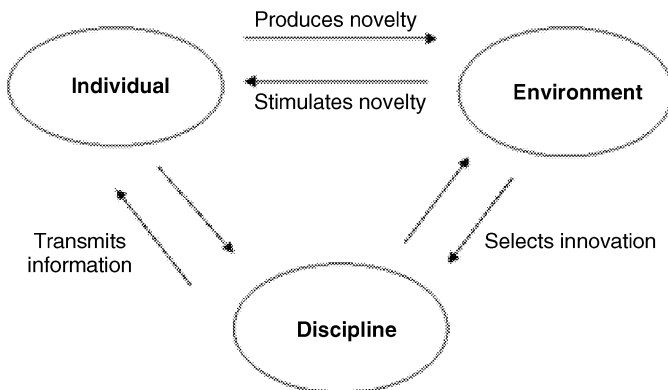 Produces novelty
Individual
Environment
Stimulates novelty
Transmits
information
Selects innovation
Discipline